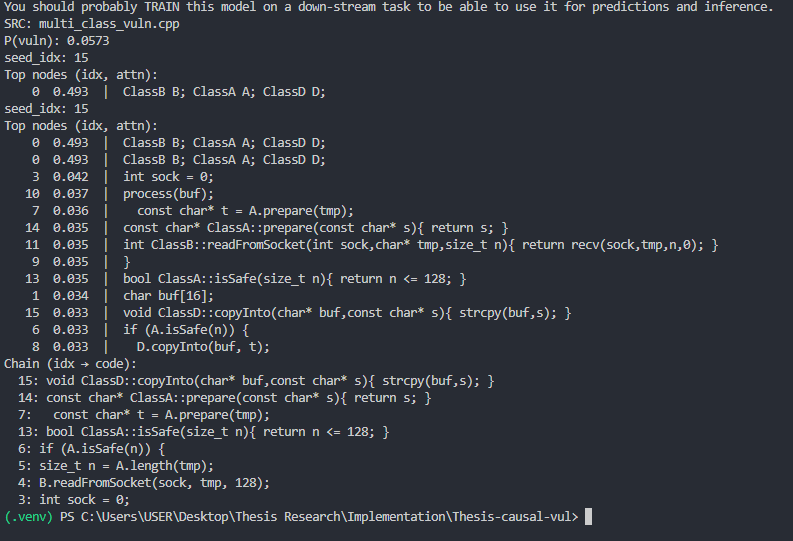 You should probably TRAIN this model on a down-stream task to be able to use it for predictions and inference.
SRC: multi_class_vuln.cpp
P(vuln): 0.0573
seed_idx: 15
Top nodes (idx, attn):
    0  0.493  |  ClassB B; ClassA A; ClassD D;
seed_idx: 15
Top nodes (idx, attn):
    0  0.493  |  ClassB B; ClassA A; ClassD D;
    0  0.493  |  ClassB B; ClassA A; ClassD D;
    3  0.042  |  int sock = 0;
   10  0.037  |  process(buf);
    7  0.036  |    const char* t = A.prepare(tmp);
   14  0.035  |  const char* ClassA::prepare(const char* s){ return s; }
   11  0.035  |  int ClassB::readFromSocket(int sock,char* tmp,size_t n){ return recv(sock,tmp,n,0); }
    9  0.035  |  }
   13  0.035  |  bool ClassA::isSafe(size_t n){ return n <= 128; }
    1  0.034  |  char buf[16];
   15  0.033  |  void ClassD::copyInto(char* buf,const char* s){ strcpy(buf,s); }
    6  0.033  |  if (A.isSafe(n)) {
    8  0.033  |    D.copyInto(buf, t);
Chain (idx → code):
  15: void ClassD::copyInto(char* buf,const char* s){ strcpy(buf,s); }
  14: const char* ClassA::prepare(const char* s){ return s; }
  7:   const char* t = A.prepare(tmp);
  13: bool ClassA::isSafe(size_t n){ return n <= 128; }
  6: if (A.isSafe(n)) {
  5: size_t n = A.length(tmp);
  4: B.readFromSocket(sock, tmp, 128);
  3: int sock = 0;
(.venv) PS C:\Users\USER\Desktop\Thesis Research\Implementation\Thesis-causal-vul>